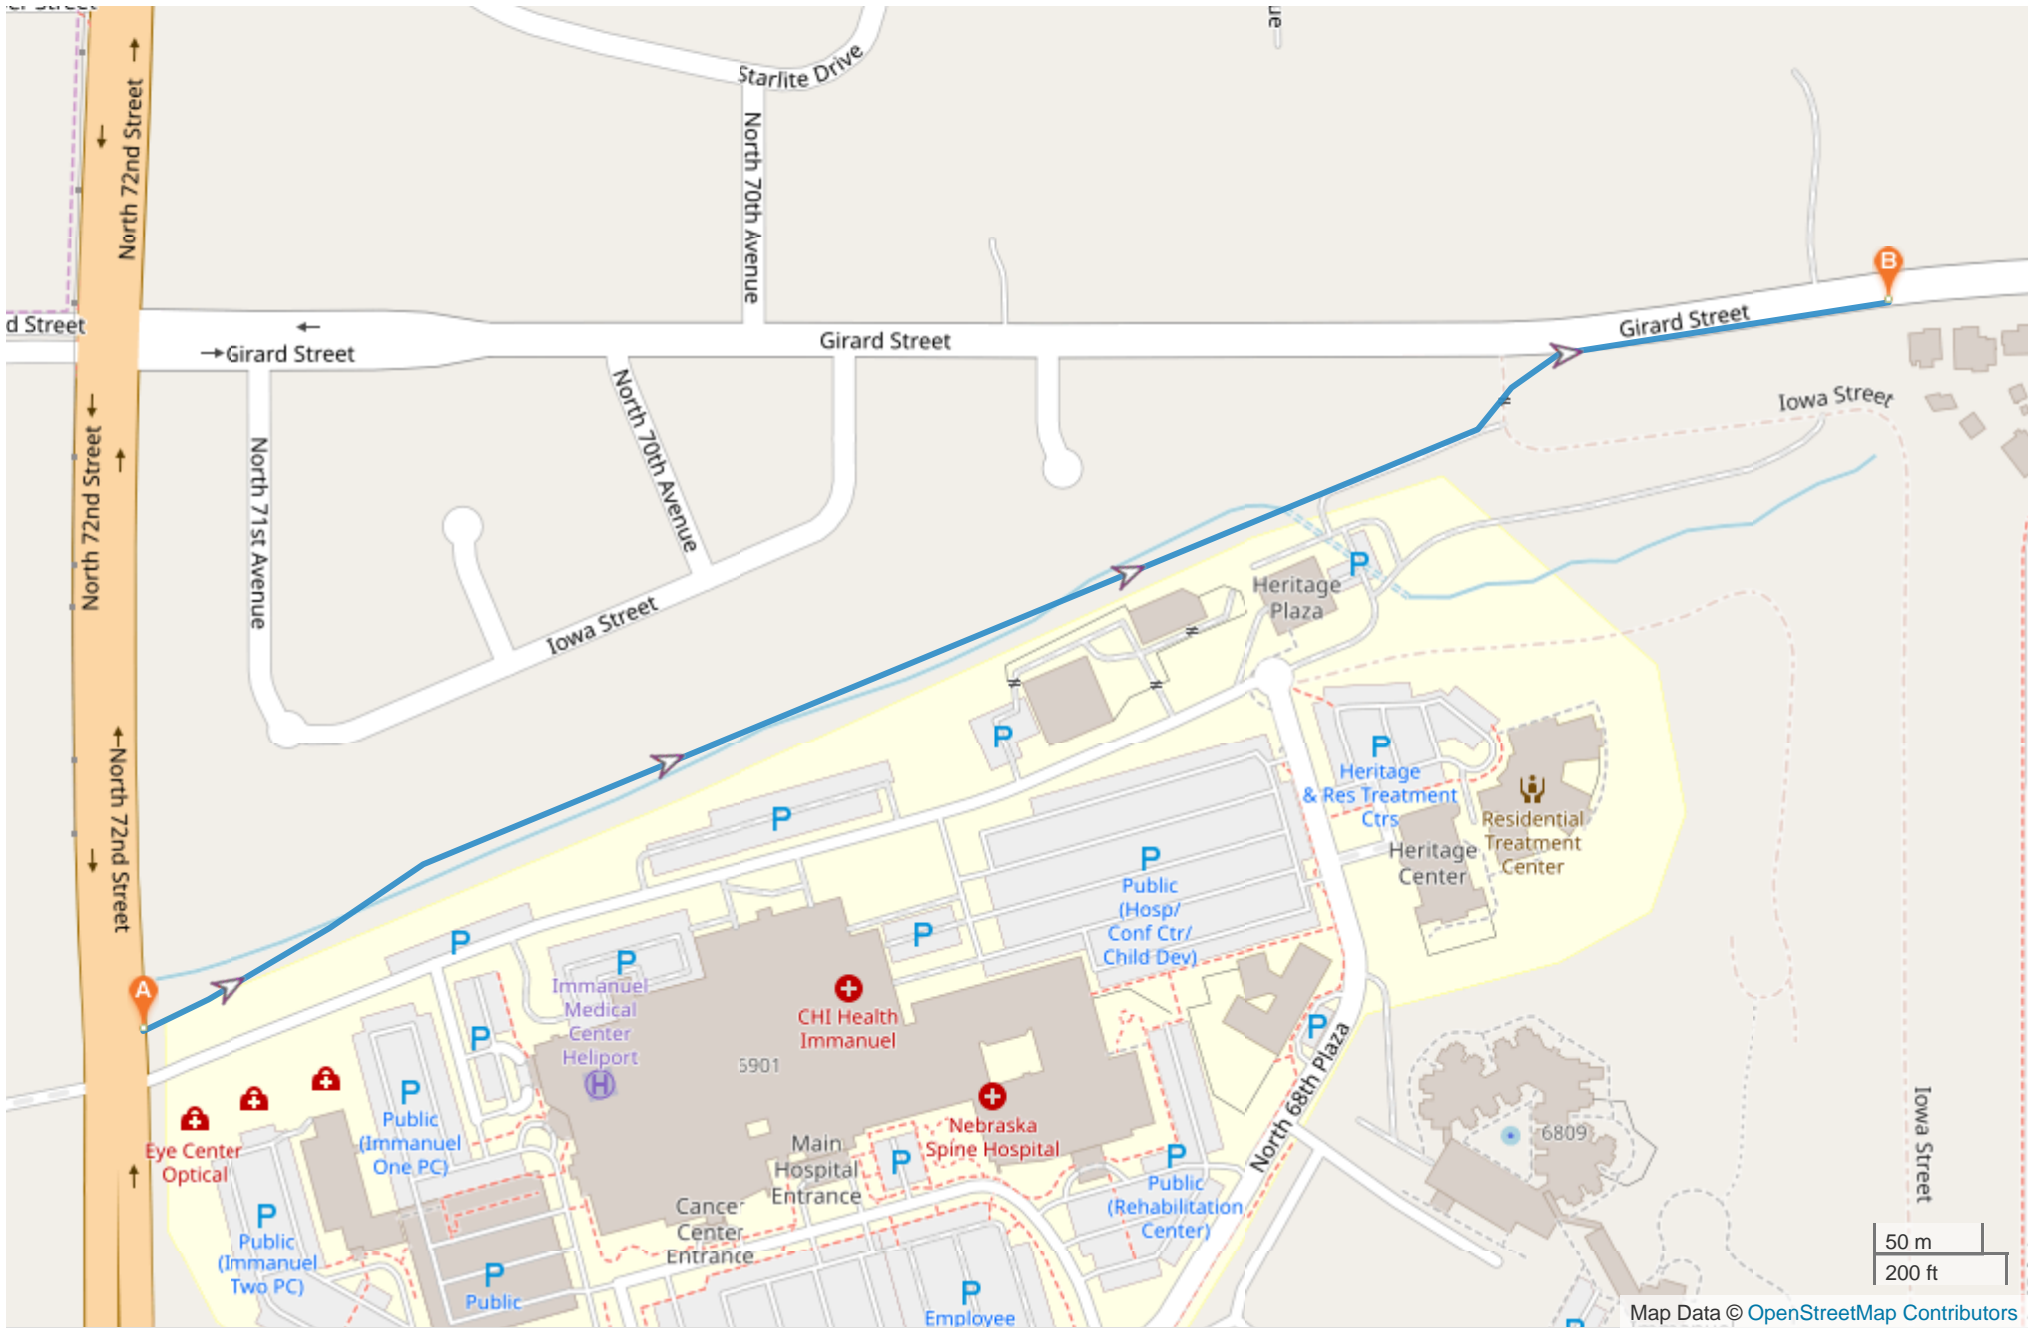 Starlite Drive
North 72nd Street
North 70th Avenue
B
d Street
Girard Street
Girard Street
Girard Street
North 70th Avenue
Iowa Street
North 72nd Street
North 71st Avenue
P
Heritage
Plaza
Iowa Street
P
P
Heritage
& Res Treatment
Ctrs
Residential
Treatment
Center
Heritage
Center
North 72nd Street
P
P
Public
(Hosp/
Conf Ctr/
Child Dev)
P
P
P
A
Immanuel
Medical
Center
Heliport
H
CHI Health
Immanuel
5901
P
P
North 68th Plaza
Nebraska
Spine Hospital
P
Public
(Immanuel
One PC)
Eye Center
Optical
Main
Hospital
Entrance
P
P
Public
(Rehabilitation
Center)
6809
Iowa Street
Cancer
Center
Entrance
P
Public
(Immanuel
Two PC)
P
Public
P
Employee
P
50 m
200 ft
Map Data © OpenStreetMap Contributors